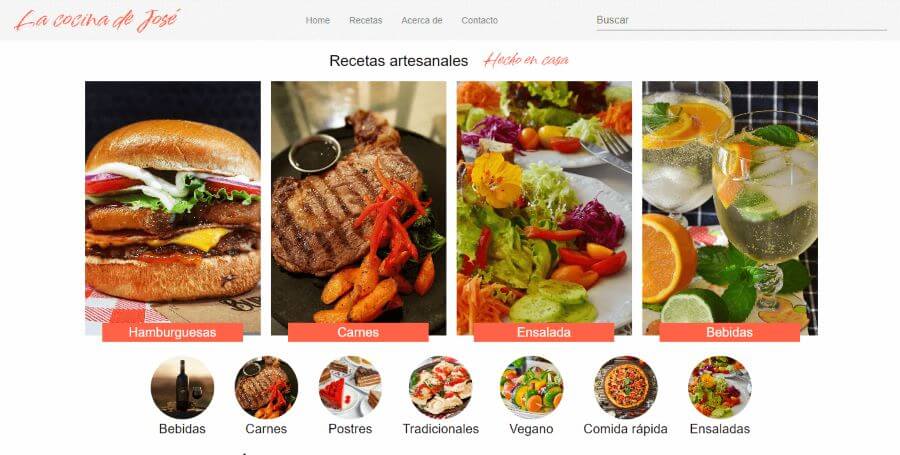 La cocina de José
Home Recetas Acerca de Contacto Buscar
Recetas artesanales Hecho en casa
Hamburguesas Carnes Ensalada Bebidas
Bebidas Carnes Postres Tradicionales Vegano Comida rápida Ensaladas